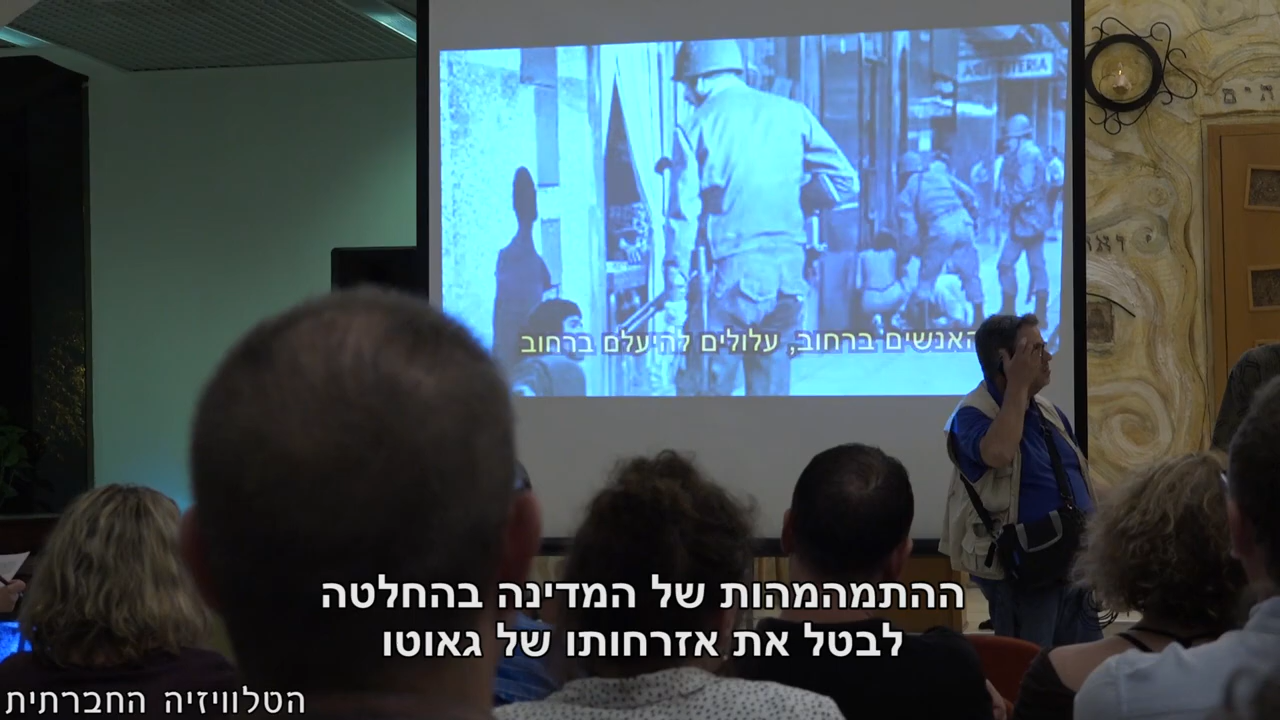 האנשים ברחוב, עלולים להיעלם ברחוב
ההתמהמהות של המדינה בהחלטה
לבטל את אזרחותו של גאוטו
הטלוויזיה החברתית